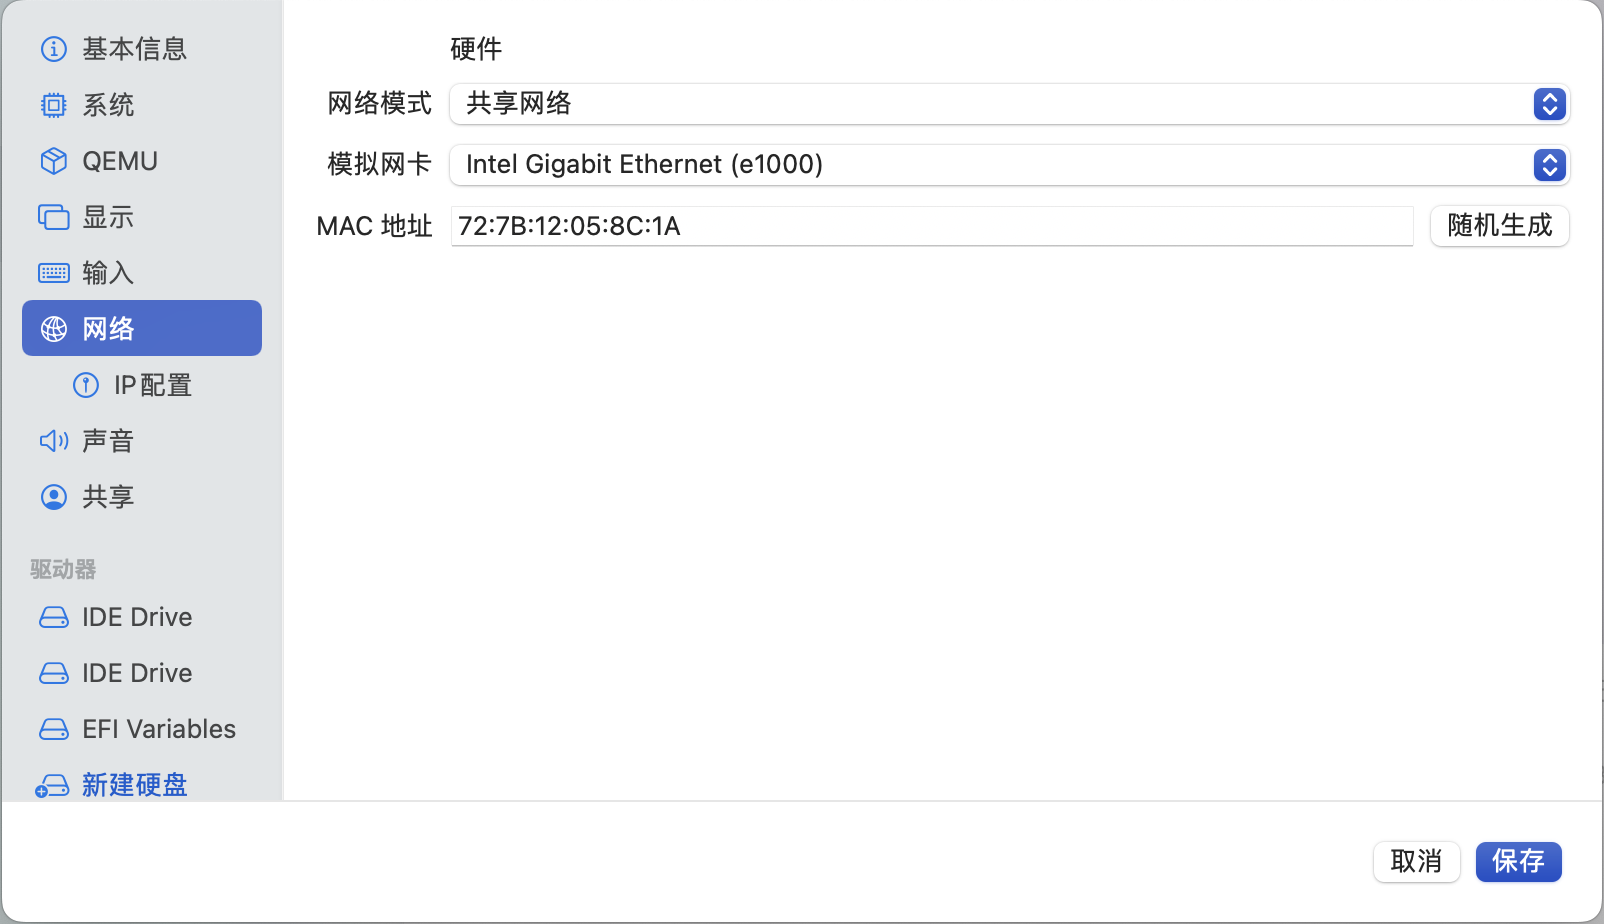 基本信息
系统
QEMU
显示
输入
网络
IP配置
声音
共享
驱动器
IDE Drive
IDE Drive
EFI Variables
新建硬盘
硬件
网络模式 共享网络
模拟网卡 Intel Gigabit Ethernet (e1000)
MAC 地址 72:7B:12:05:8C:1A 随机生成
取消 保存